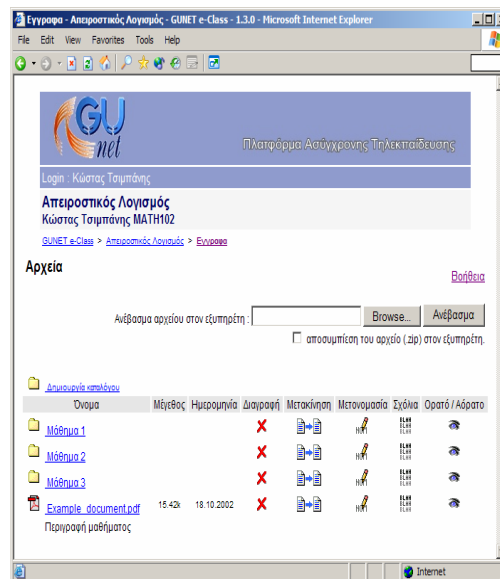 Εγγραφα - Απειροστικός Λογισμός - GUNET e-Class - 1.3.0 - Microsoft Internet Explorer
File Edit View Favorites Tools Help
GU
net
Πλατφόρμα Ασύγχρονης Τηλεκπαίδευσης
Login : Κώστας Τσιμπάνης
Απειροστικός Λογισμός
Κώστας Τσιμπάνης MATH102
GUNET e-Class > Απειροστικός Λογισμός > Εγγραφα
Αρχεία
Βοήθεια
Ανέβασμα αρχείου στον εξυπηρέτη : Browse... Ανέβασμα
αποσυμπίεση του αρχείο (.zip) στον εξυπηρέτη.
Δημιουργία καταλόγου
Όνομα Μέγεθος Ημερομηνία Διαγραφή Μετακίνηση Μετονομασία Σχόλια Ορατό / Αόρατο
Μάθημα 1
Μάθημα 2
Μάθημα 3
Example_document.pdf 15.42k 18.10.2002
Περιγραφή μαθήματος
Internet